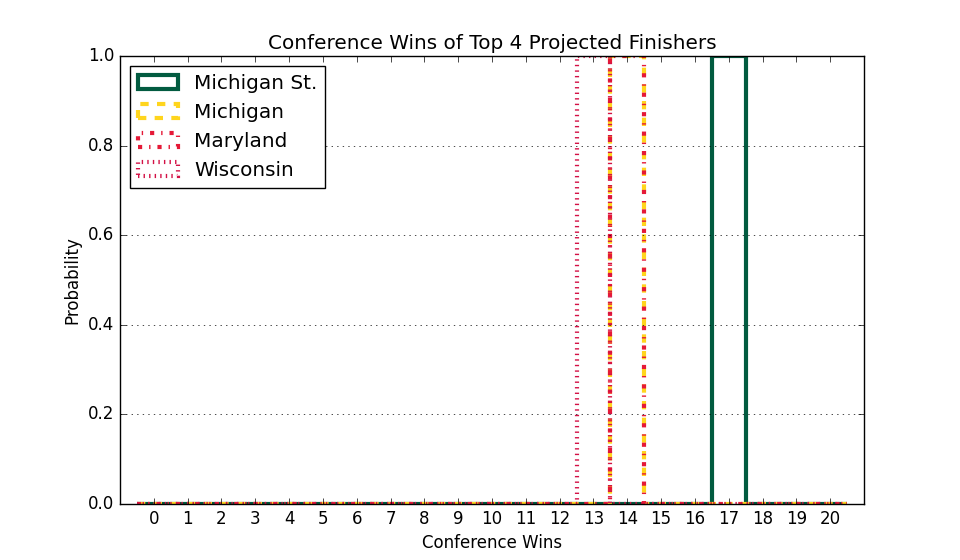 Conference Wins of Top 4 Projected Finishers
1.0
0.8
0.6
0.4
0.2
0.0
Probability
Michigan St.
Michigan
Maryland
Wisconsin
0 1 2 3 4 5 6 7 8 9 10 11 12 13 14 15 16 17 18 19 20
Conference Wins